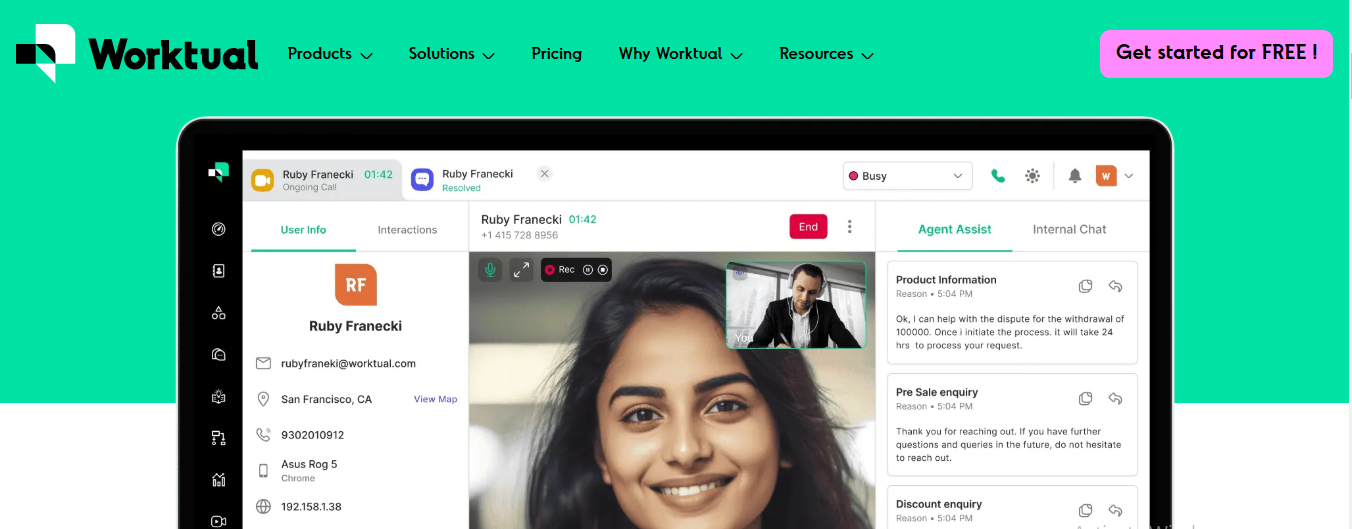 Worktual
Products
Solutions
Pricing
Why Worktual
Resources
Get started for FREE !
Ruby Franecki 01:42
Ongoing Call
Ruby Franecki
Resolved
Busy
W
User Info
Interactions
Ruby Franecki 01:42
+1 415 728 8956
End
Agent Assist
Internal Chat
RF
Ruby Franecki
rubyfraneki@worktual.com
San Francisco, CA
View Map
9302010912
Asus Rog 5
Chrome
192.158.1.38
Rec
You
Product Information
Reason • 5:04 PM
Ok, I can help with the dispute for the withdrawal of
100000. Once i initiate the process. it will take 24
hrs to process your request.
Pre Sale enquiry
Reason • 5:04 PM
Thank you for reaching out. If you have further
questions and queries in the future, do not hesitate
to reach out.
Discount enquiry
Reason • 5:04 PM